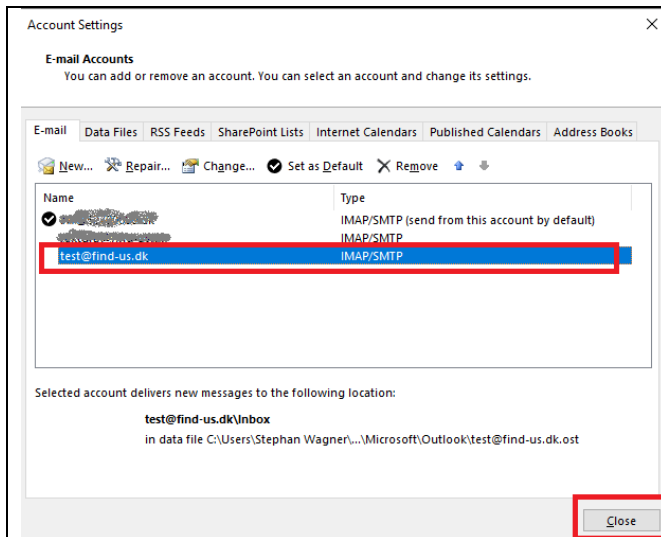 Account Settings
E-mail Accounts
You can add or remove an account. You can select an account and change its settings.
E-mail Data Files RSS Feeds SharePoint Lists Internet Calendars Published Calendars Address Books
New... Repair... Change... Set as Default Remove
Name Type
IMAP/SMTP (send from this account by default)
IMAP/SMTP
test@find-us.dk IMAP/SMTP
Selected account delivers new messages to the following location:
test@find-us.dk\Inbox
in data file C:\Users\Stephan Wagner\...\Microsoft\Outlook\test@find-us.dk.ost
Close